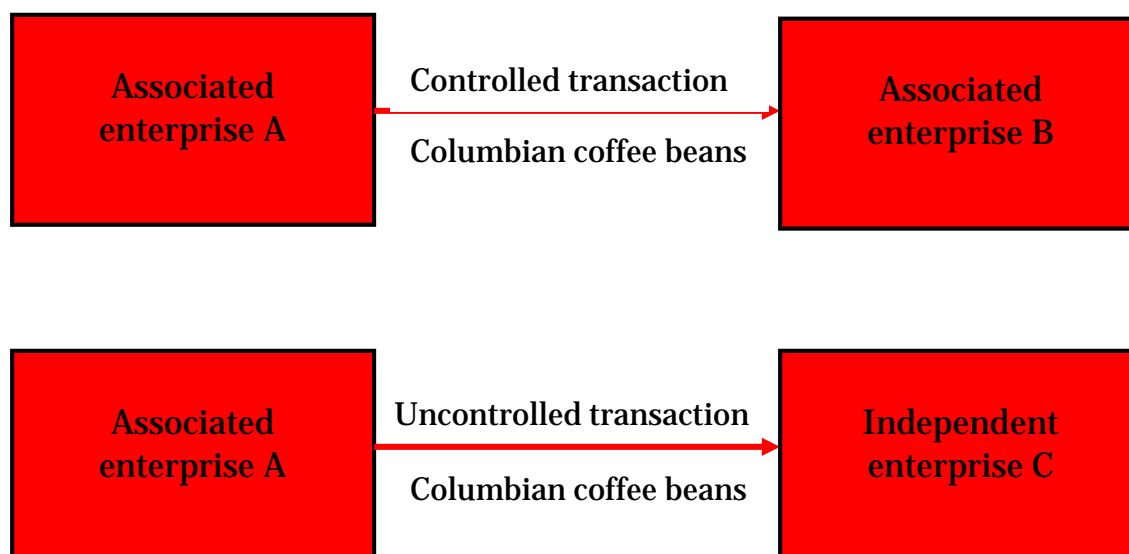 Associated
enterprise A
Controlled transaction
Columbian coffee beans
Associated
enterprise B
Associated
enterprise A
Uncontrolled transaction
Columbian coffee beans
Independent
enterprise C